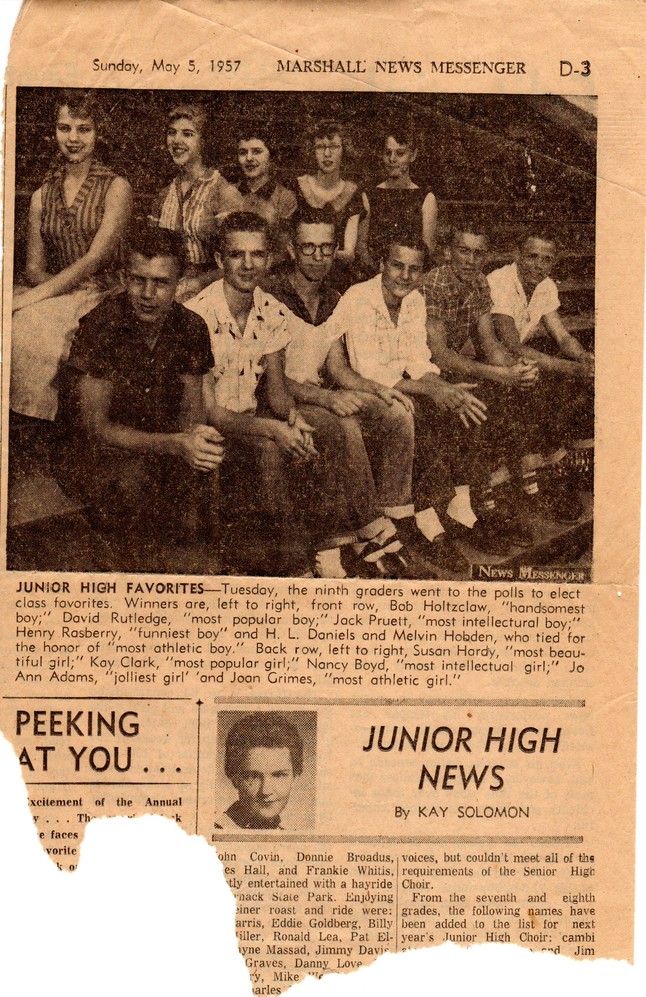 Sunday, May 5, 1957 MARSHALL NEWS MESSENGER D-3
NEWS MESSENGER
JUNIOR HIGH FAVORITES—Tuesday, the ninth graders went to the polls to elect
class favorites. Winners are, left to right, front row, Bob Holtzclaw, "handsomest
boy;" David Rutledge, "most popular boy;" Jack Pruett, "most intellectural boy;"
Henry Rasberry, "funniest boy" and H. L. Daniels and Melvin Hobden, who tied for
the honor of "most athletic boy." Back row, left to right, Susan Hardy, "most beau-
tiful girl;" Kay Clark, "most popular girl;" Nancy Boyd, "most intellectual girl;" Jo
Ann Adams, "jolliest girl' 'and Joan Grimes, "most athletic girl."
PEEKING
AT YOU . . .
Excitement of the Annual
y . . .
e faces
vorite
JUNIOR HIGH
NEWS
By KAY SOLOMON
ohn Covin, Donnie Broadus,
es Hall, and Frankie Whitis,
tly entertained with a hayride
nack State Park. Enjoying
einer roast and ride were:
arris, Eddie Goldberg, Billy
iller, Ronald Lea, Pat El-
yne Massad, Jimmy Davis
Graves, Danny Love
ry, Mike
arles
voices, but couldn't meet all of the
requirements of the Senior High
Choir.
From the seventh and eighth
grades, the following names have
been added to the list for next
year's Junior High Choir: cambi
and Jim